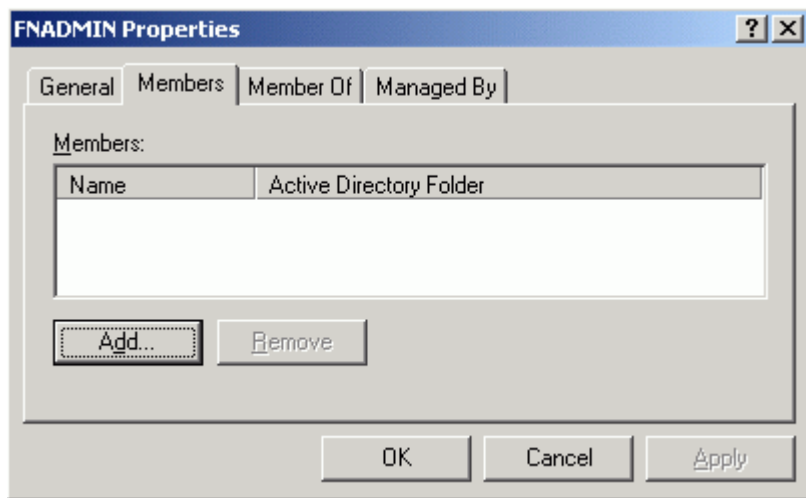 FNADMIN Properties
General Members Member Of Managed By
Members:
Name Active Directory Folder
Add... Remove
OK Cancel Apply